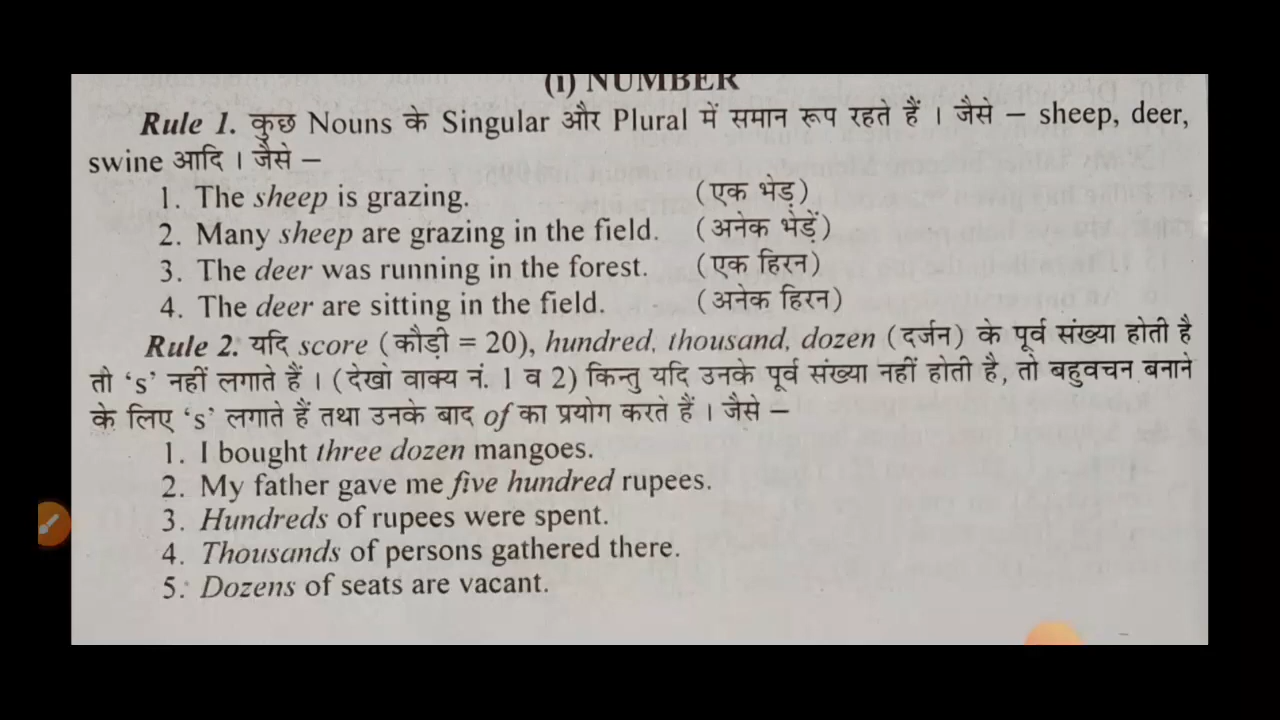 (i) NUMBER
Rule 1. कुछ Nouns के Singular और Plural में समान रूप रहते हैं । जैसे – sheep, deer,
swine आदि । जैसे –
1. The sheep is grazing. (एक भेड़)
2. Many sheep are grazing in the field. (अनेक भेड़ें)
3. The deer was running in the forest. (एक हिरन)
4. The deer are sitting in the field. (अनेक हिरन)
Rule 2. यदि score (कौड़ी = 20), hundred, thousand, dozen (दर्जन) के पूर्व संख्या होती है
तो ‘s’ नहीं लगाते हैं । (देखो वाक्य नं. 1 व 2) किन्तु यदि उनके पूर्व संख्या नहीं होती है, तो बहुवचन बनाने
के लिए ‘s’ लगाते हैं तथा उनके बाद of का प्रयोग करते हैं । जैसे –
1. I bought three dozen mangoes.
2. My father gave me five hundred rupees.
3. Hundreds of rupees were spent.
4. Thousands of persons gathered there.
5. Dozens of seats are vacant.